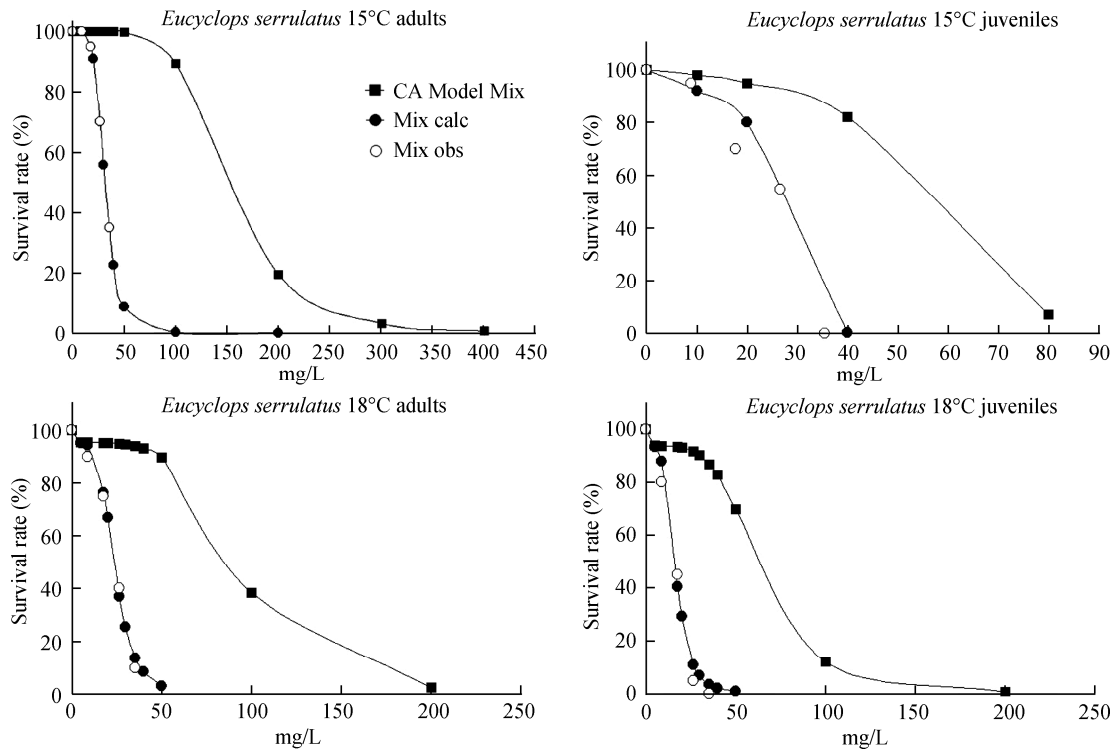 Eucyclops serrulatus 15°C adults
100
80
60
40
20
0
Survival rate (%)
0 50 100 150 200 250 300 350 400 450
mg/L
CA Model Mix
Mix calc
Mix obs
Eucyclops serrulatus 15°C juveniles
100
80
60
40
20
0
Survival rate (%)
0 10 20 30 40 50 60 70 80 90
mg/L
Eucyclops serrulatus 18°C adults
100
80
60
40
20
0
Survival rate (%)
0 50 100 150 200 250
mg/L
Eucyclops serrulatus 18°C juveniles
100
80
60
40
20
0
Survival rate (%)
0 50 100 150 200 250
mg/L